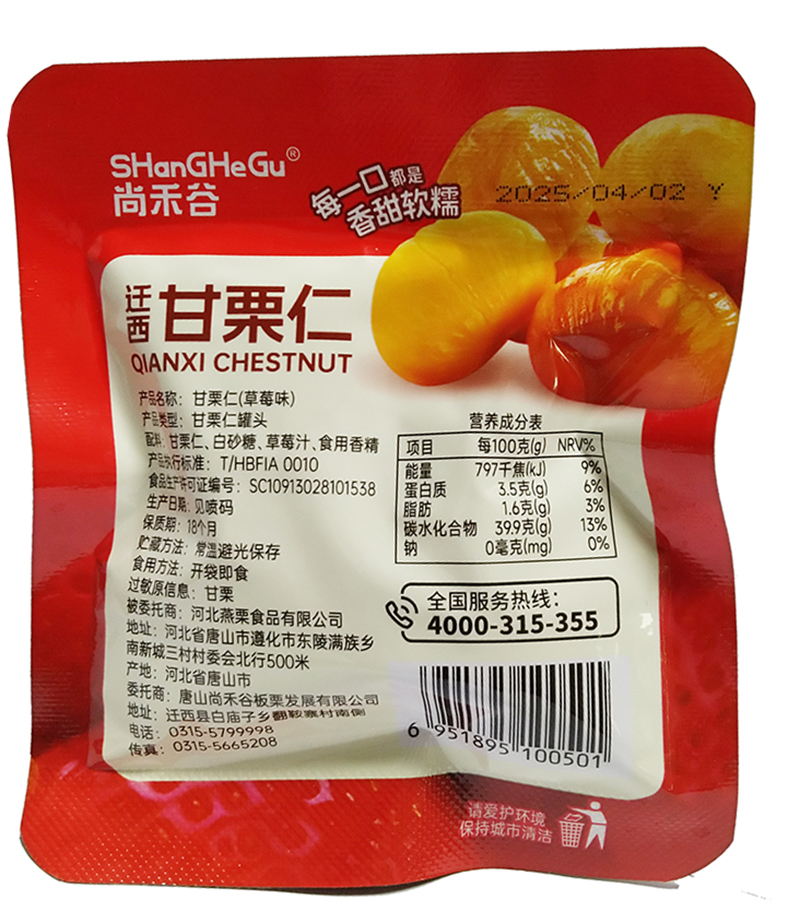 SHanGHeGu®
尚禾谷
每一口都是
香甜软糯
2025/04/02 Y
迁西甘栗仁
QIANXI CHESTNUT
产品名称：甘栗仁(草莓味)
产品类型：甘栗仁罐头
配料：甘栗仁、白砂糖、草莓汁、食用香精
产品执行标准：T/HBFIA 0010
食品生产许可证编号：SC10913028101538
生产日期：见喷码
保质期：18个月
贮藏方法：常温避光保存
食用方法：开袋即食
过敏原信息：甘栗
被委托商：河北燕栗食品有限公司
地址：河北省唐山市遵化市东陵满族乡
南新城三村村委会北行500米
产地：河北省唐山市
委托商：唐山尚禾谷板栗发展有限公司
地址：迁西县白庙子乡翻鞍寨村南侧
电话：0315-5799998
传真：0315-5665208
营养成分表
项目 每100克(g) NRV%
能量 797千焦(kJ) 9%
蛋白质 3.5克(g) 6%
脂肪 1.6克(g) 3%
碳水化合物 39.9克(g) 13%
钠 0毫克(mg) 0%
全国服务热线：
4000-315-355
6 951895 100501
请爱护环境
保持城市清洁